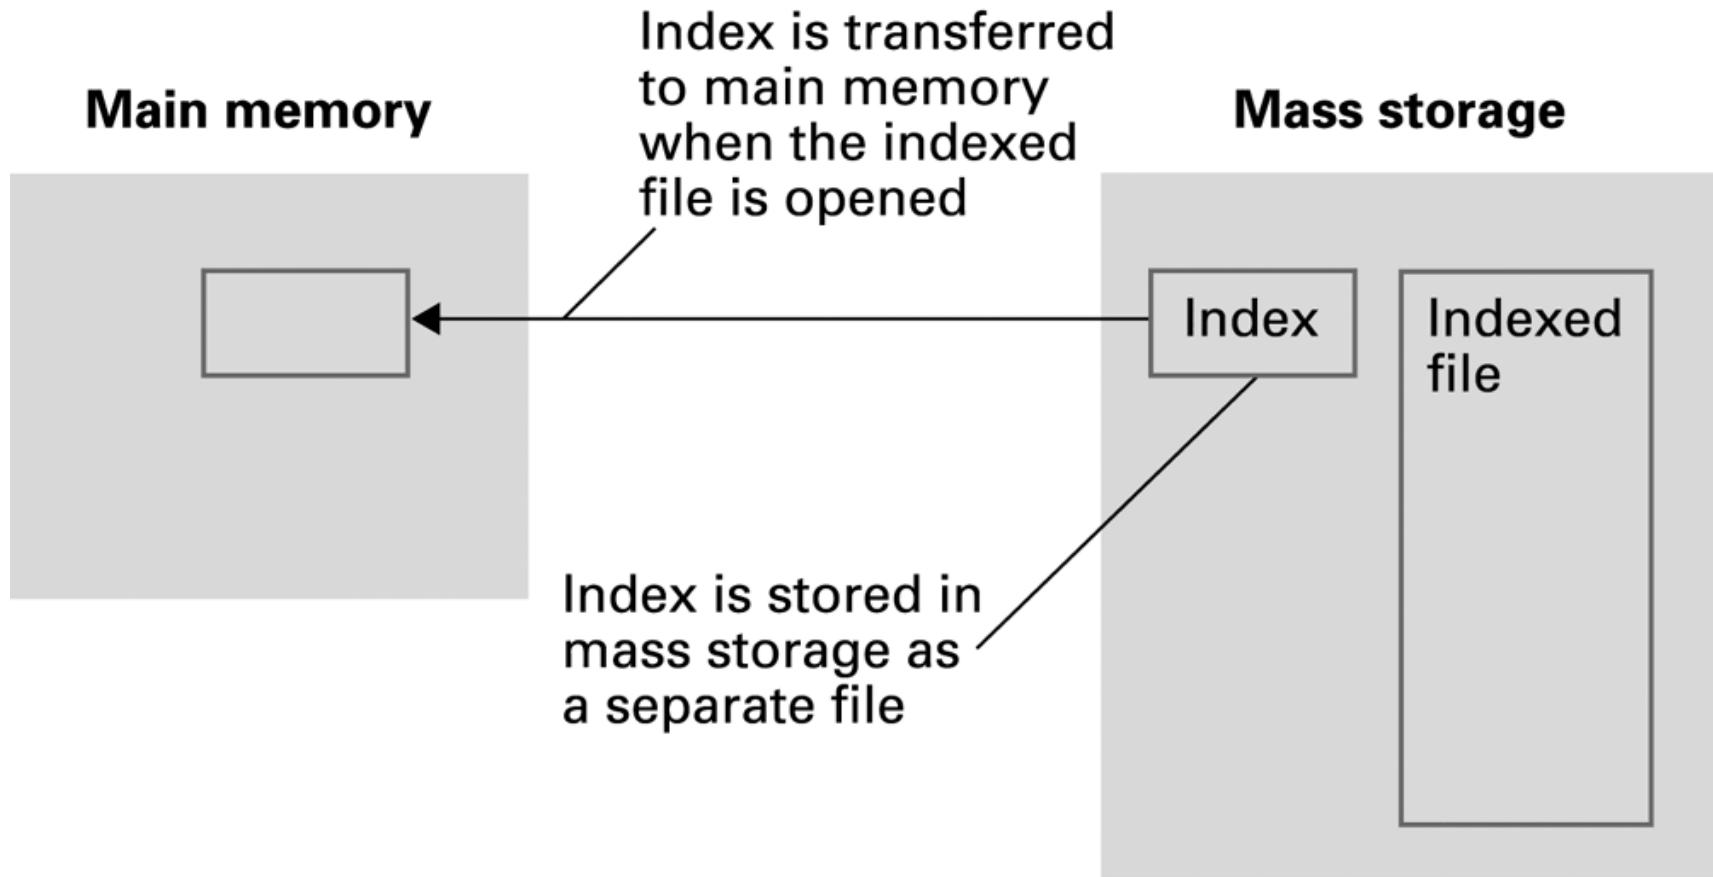 Main memory
Index is transferred
to main memory
when the indexed
file is opened
Mass storage
Index
Indexed
file
Index is stored in
mass storage as
a separate file